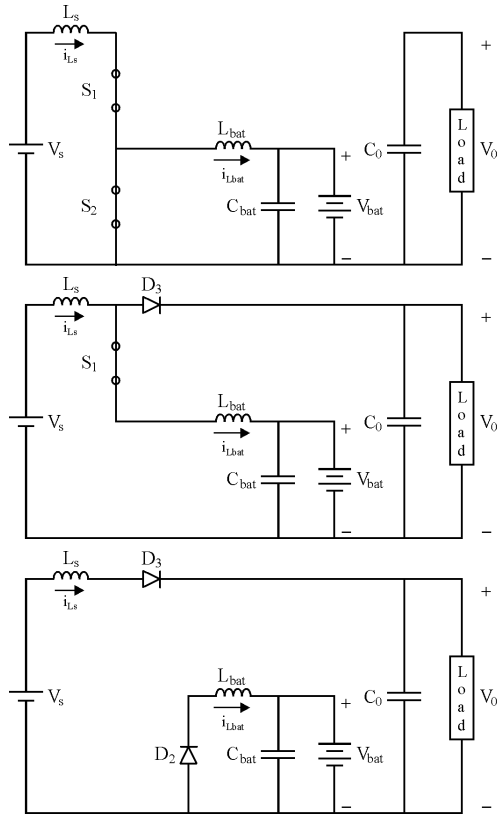 Ls
iLs
S1
Vs
S2
Lbat
iLbat
Cbat
+
−
Vbat
C0
Load
+
V0
−
Ls
iLs
D3
S1
Vs
Lbat
iLbat
Cbat
+
−
Vbat
C0
Load
+
V0
−
Ls
iLs
D3
Vs
D2
Lbat
iLbat
Cbat
+
−
Vbat
C0
Load
+
V0
−